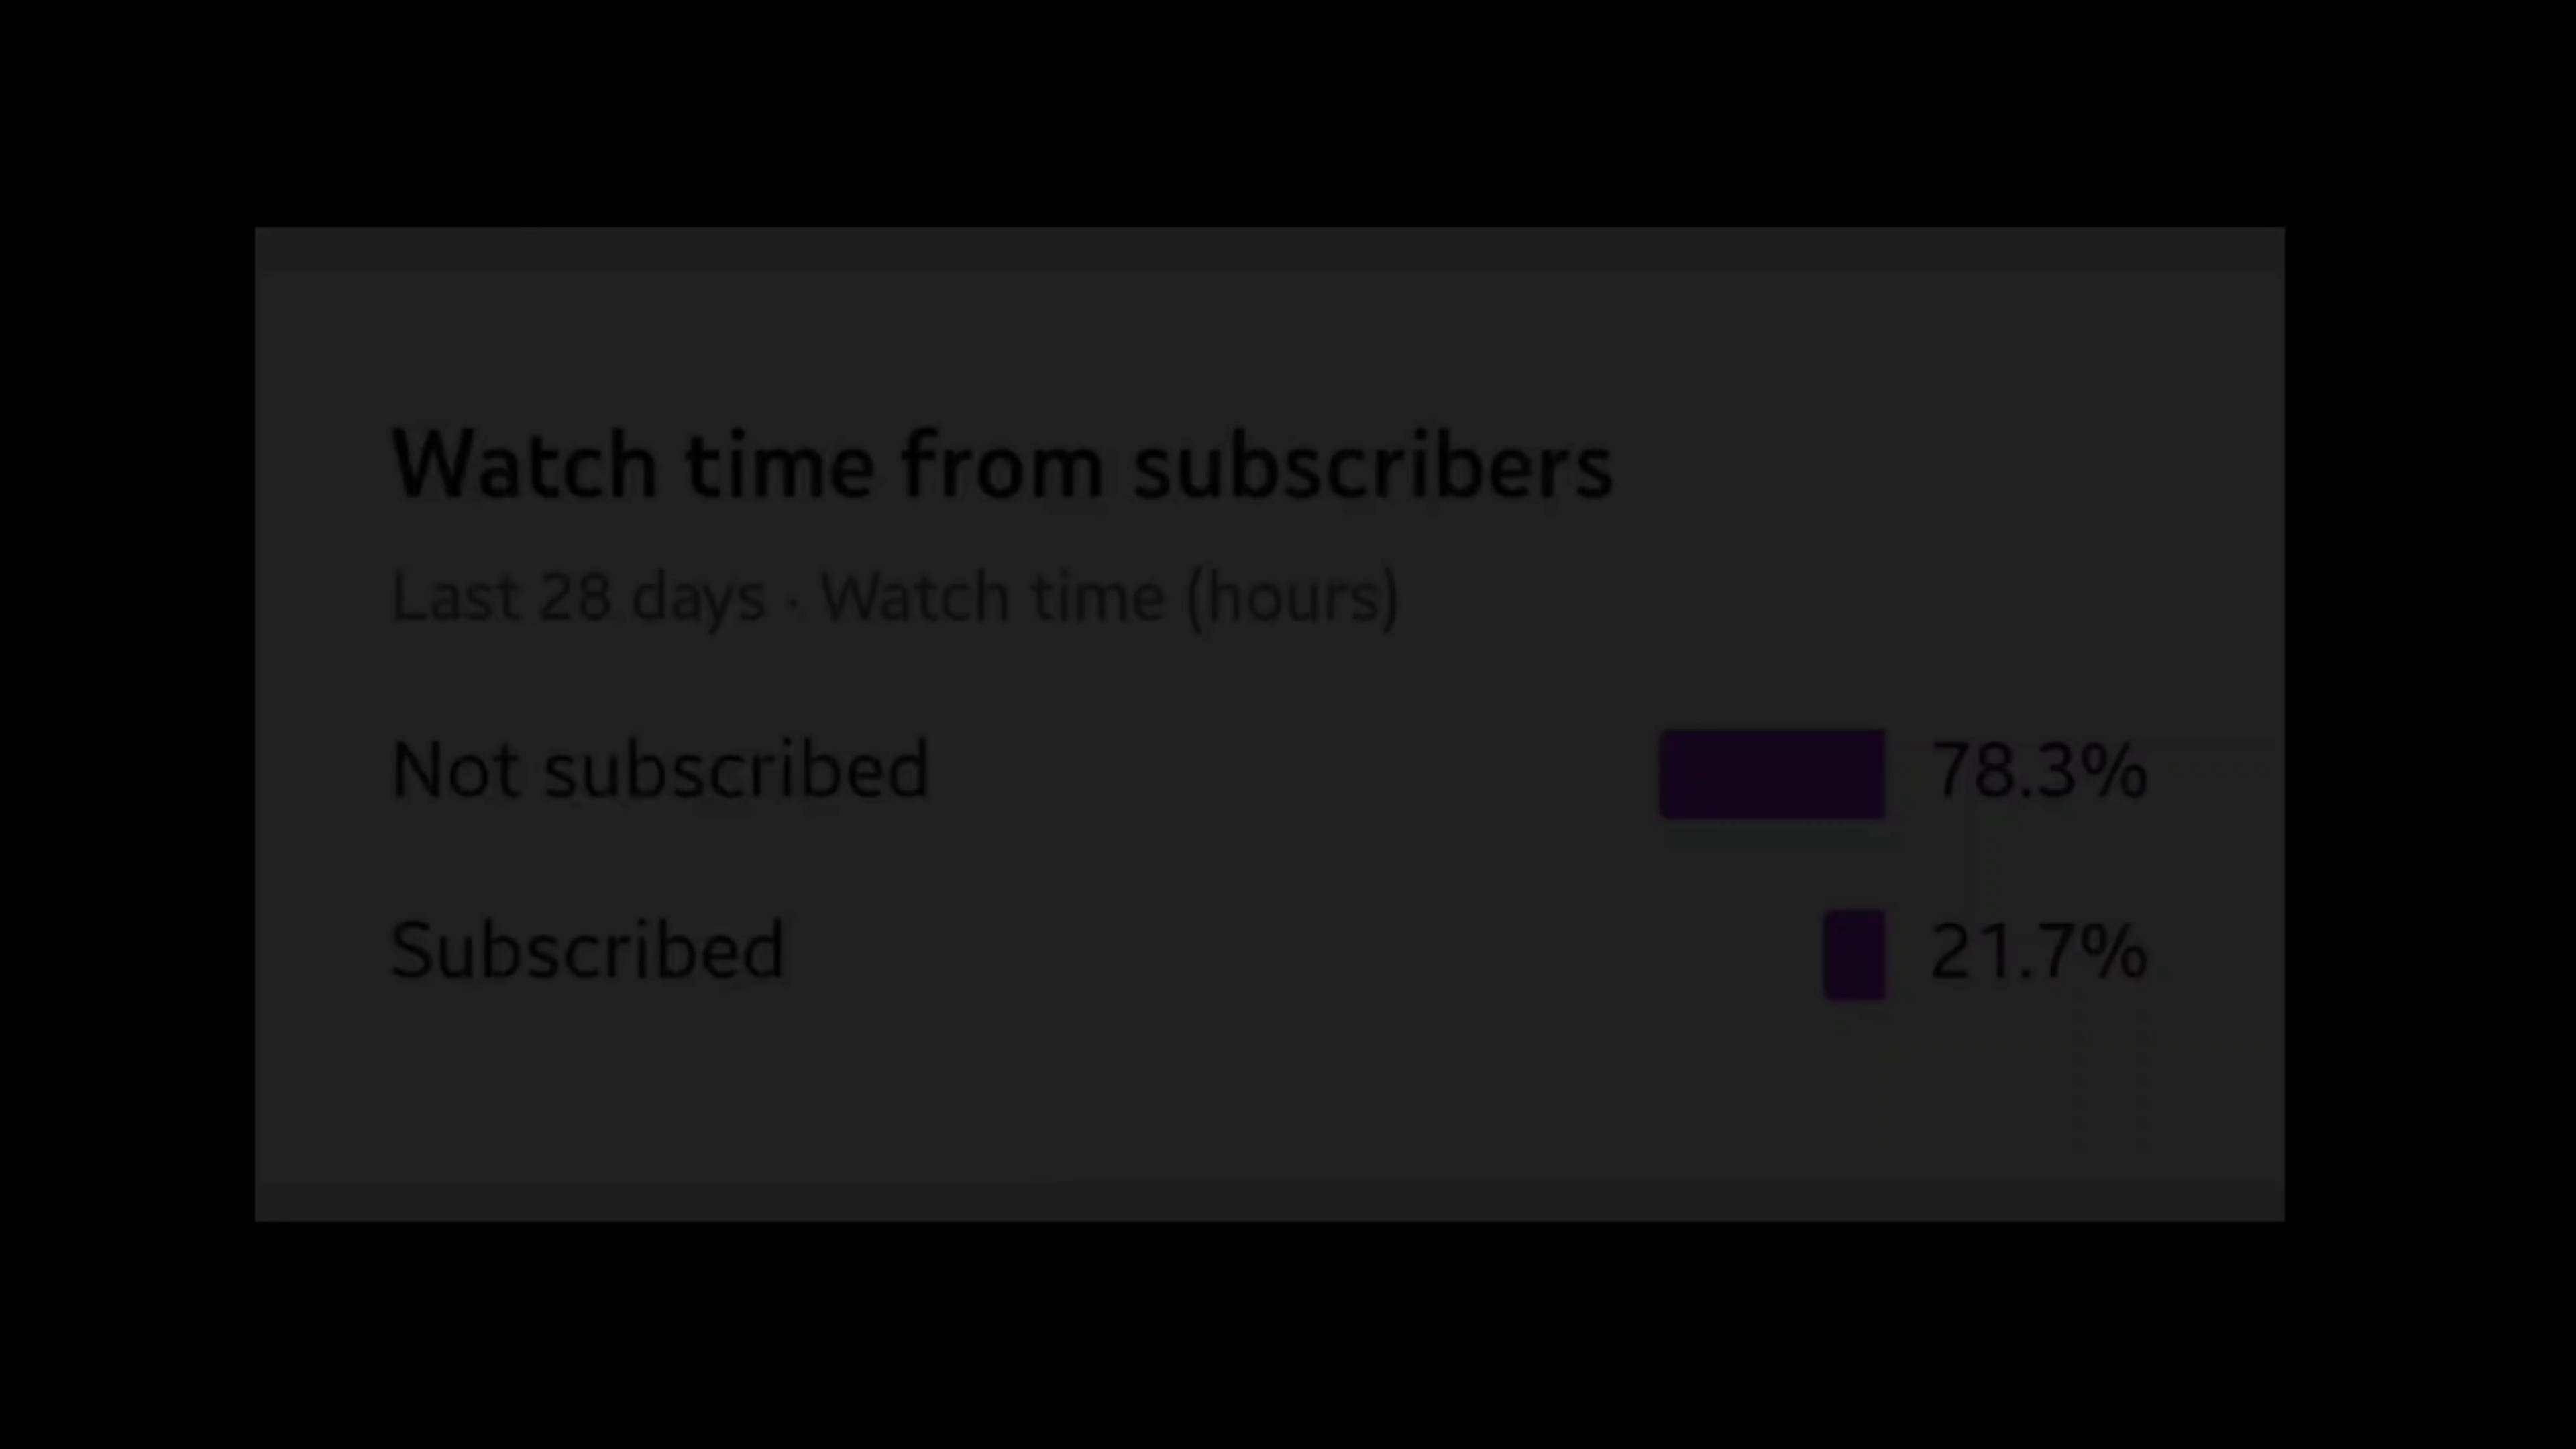 Watch time from subscribers
Last 28 days · Watch time (hours)
Not subscribed 78.3%
Subscribed 21.7%